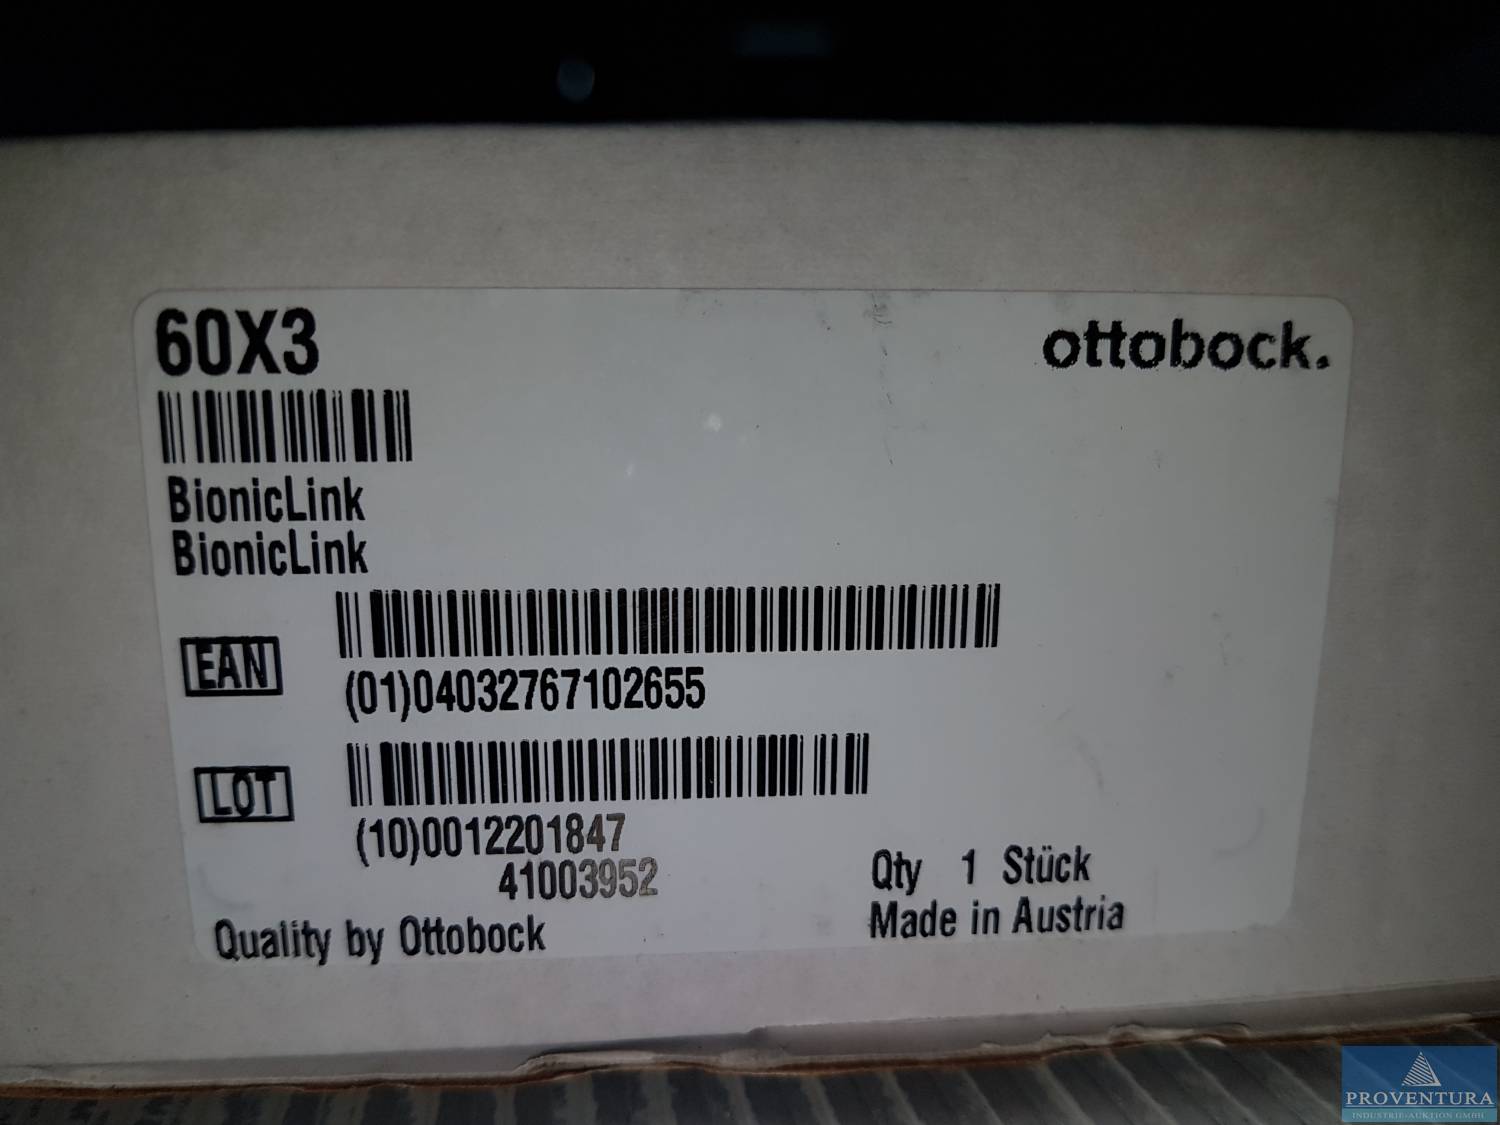 60X3
ottobock.
BionicLink
BionicLink
EAN
(01)04032767102655
LOT
(10)0012201847
41003952
Qty 1 Stück
Made in Austria
Quality by Ottobock
PROVENTURA
INDUSTRIE-AUKTION GMBH